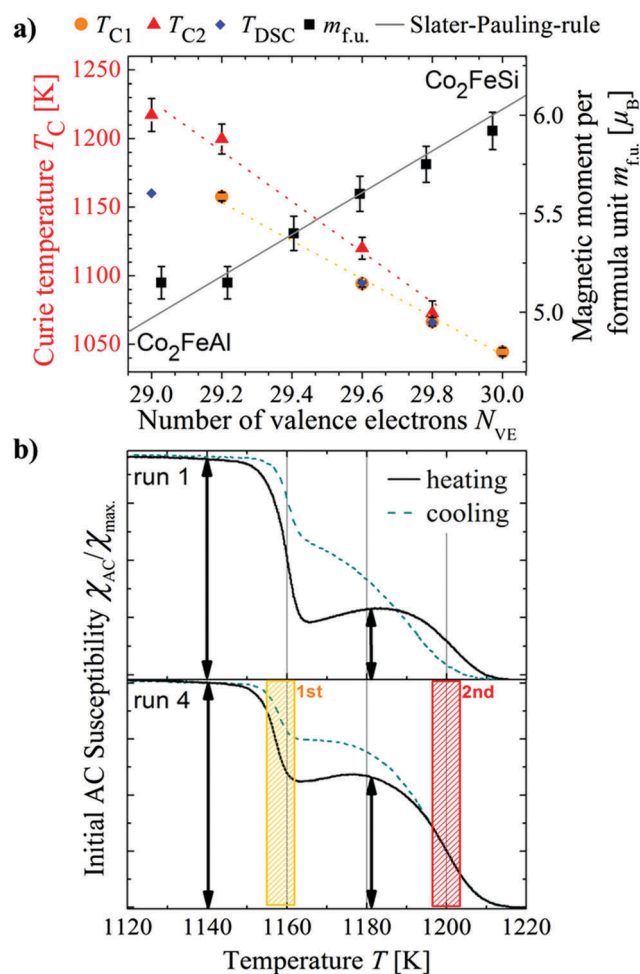 a)
T_C1 T_C2 T_DSC m_f.u. Slater-Pauling-rule
Curie temperature T_C [K]
1250
1200
1150
1100
1050
Co₂FeSi
Co₂FeAl
6.0
5.5
5.0
Magnetic moment per
formula unit m_f.u. [μ_B]
29.0 29.2 29.4 29.6 29.8 30.0
Number of valence electrons N_VE
b)
Initial AC Susceptibility χ_AC/χ_max.
run 1
heating
cooling
run 4
1st
2nd
1120 1140 1160 1180 1200 1220
Temperature T [K]